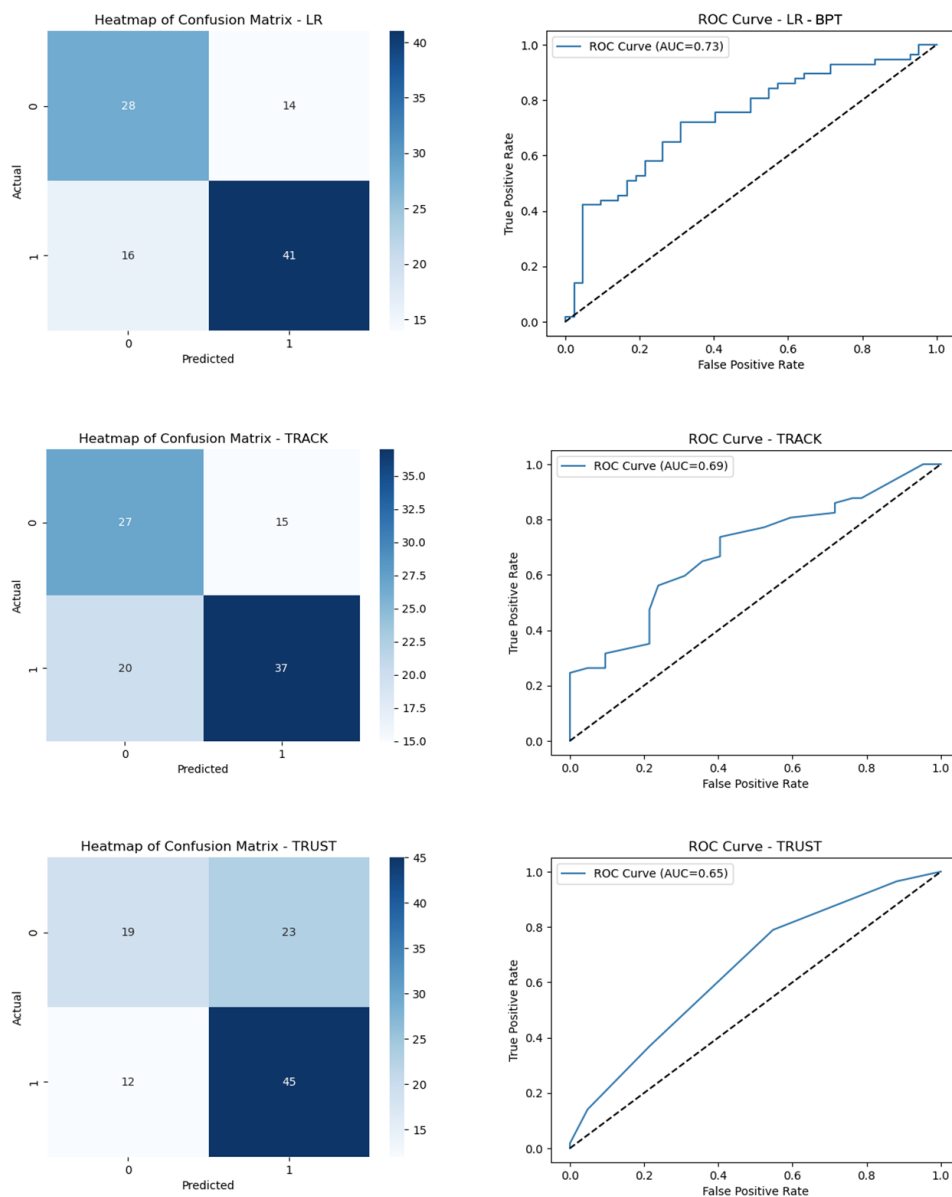 Heatmap of Confusion Matrix - LR
0
28
14
Actual
1
16
41
0
1
Predicted
40
35
30
25
20
15
ROC Curve - LR - BPT
ROC Curve (AUC=0.73)
1.0
0.8
0.6
0.4
0.2
0.0
True Positive Rate
0.0 0.2 0.4 0.6 0.8 1.0
False Positive Rate
Heatmap of Confusion Matrix - TRACK
0
27
15
Actual
1
20
37
0
1
Predicted
35.0
32.5
30.0
27.5
25.0
22.5
20.0
17.5
15.0
ROC Curve - TRACK
ROC Curve (AUC=0.69)
1.0
0.8
0.6
0.4
0.2
0.0
True Positive Rate
0.0 0.2 0.4 0.6 0.8 1.0
False Positive Rate
Heatmap of Confusion Matrix - TRUST
0
19
23
Actual
1
12
45
0
1
Predicted
45
40
35
30
25
20
15
ROC Curve - TRUST
ROC Curve (AUC=0.65)
1.0
0.8
0.6
0.4
0.2
0.0
True Positive Rate
0.0 0.2 0.4 0.6 0.8 1.0
False Positive Rate